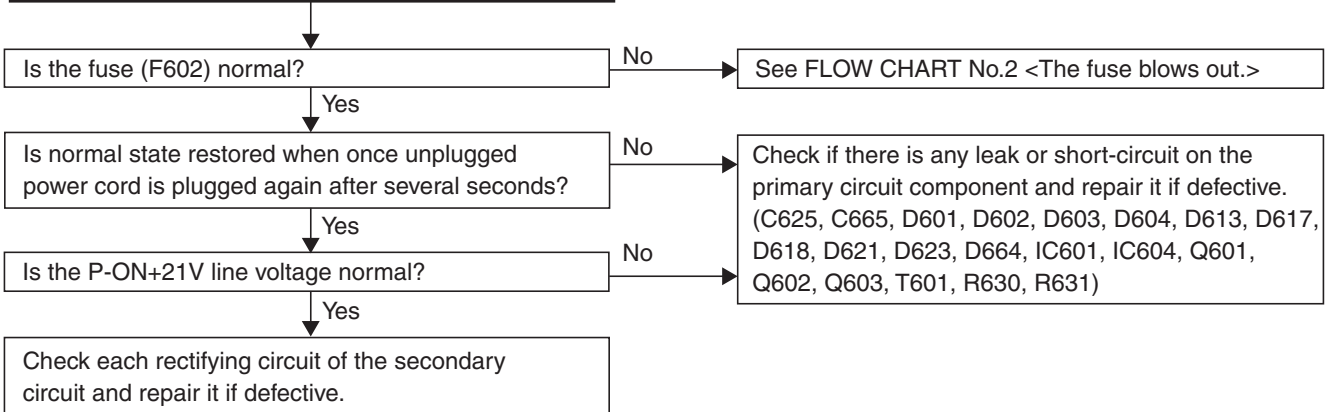 Is the fuse (F602) normal?
No
See FLOW CHART No.2 <The fuse blows out.>
Yes
Is normal state restored when once unplugged
power cord is plugged again after several seconds?
No
Check if there is any leak or short-circuit on the
primary circuit component and repair it if defective.
(C625, C665, D601, D602, D603, D604, D613, D617,
D618, D621, D623, D664, IC601, IC604, Q601,
Q602, Q603, T601, R630, R631)
Yes
Is the P-ON+21V line voltage normal?
No
Yes
Check each rectifying circuit of the secondary
circuit and repair it if defective.